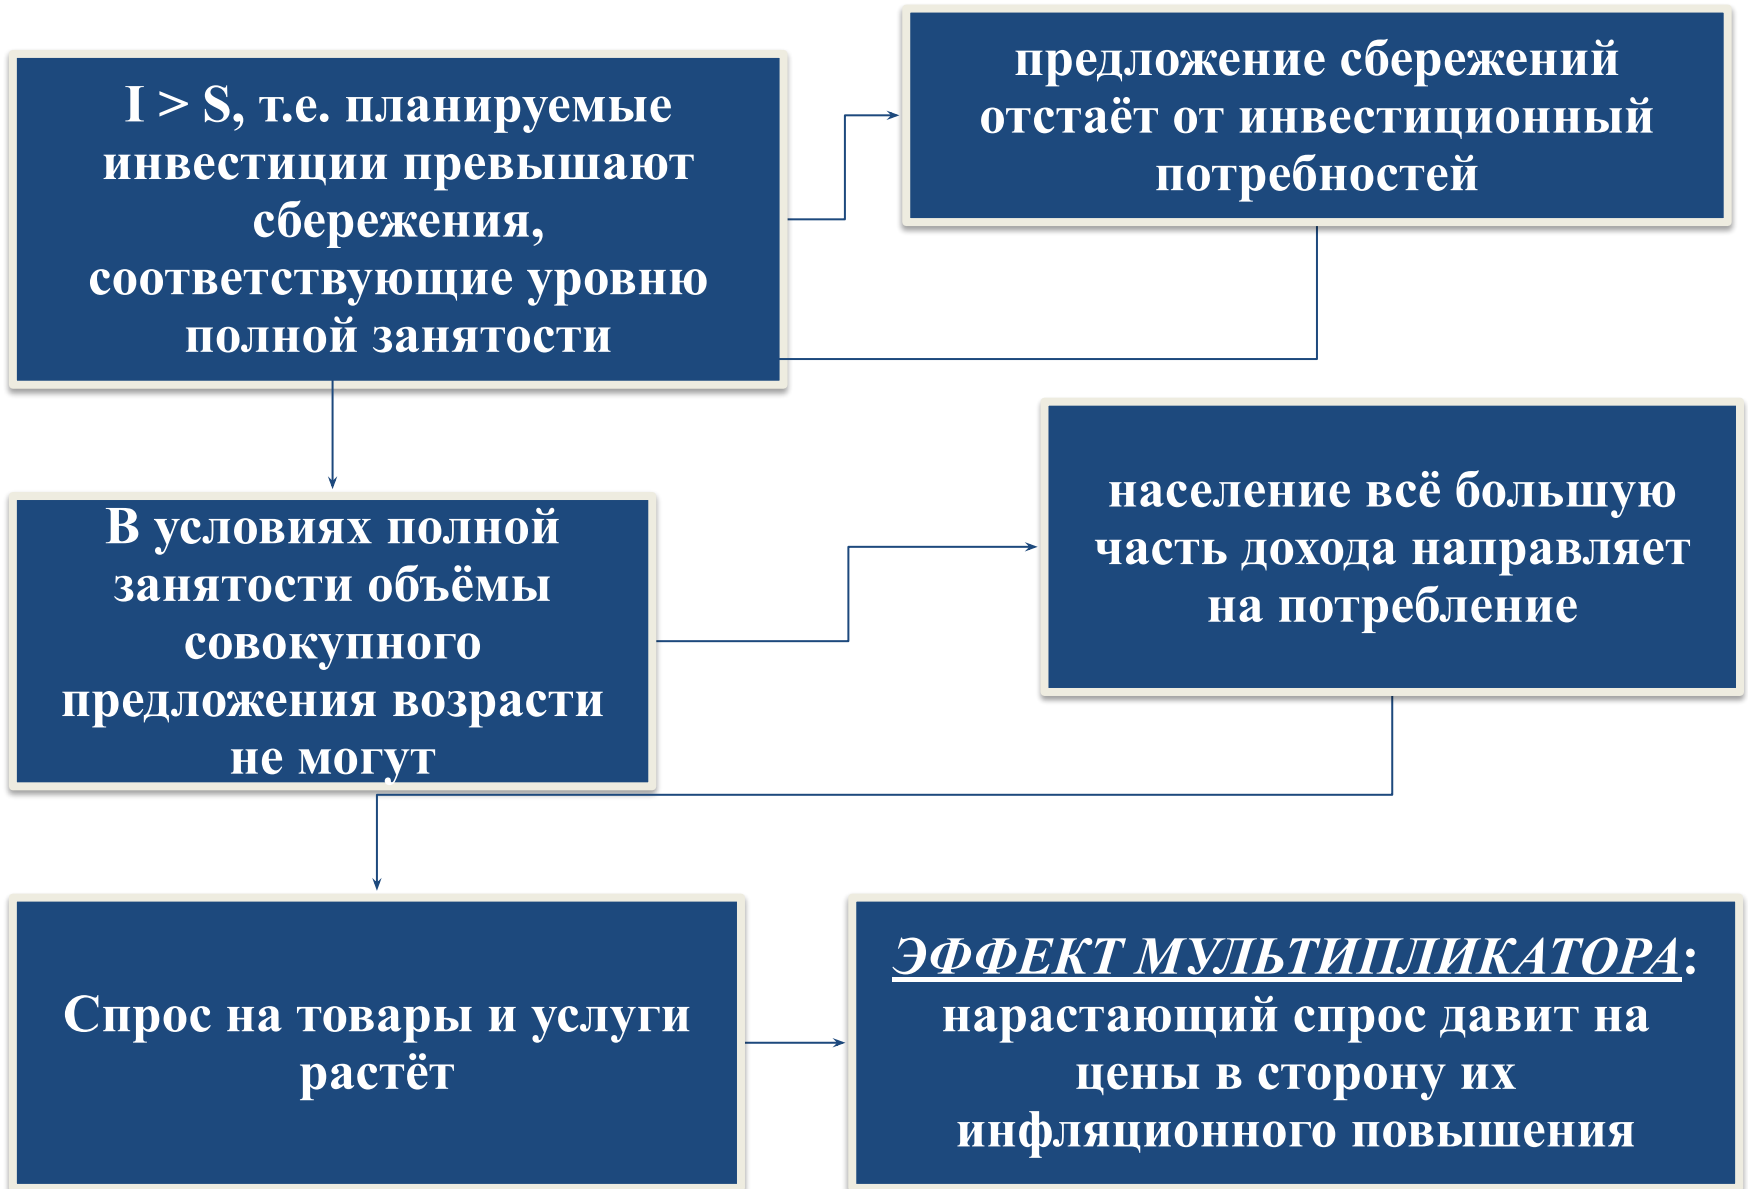 I > S, т.е. планируемые
инвестиции превышают
сбережения,
соответствующие уровню
полной занятости
предложение сбережений
отстаёт от инвестиционный
потребностей
В условиях полной
занятости объёмы
совокупного
предложения возрасти
не могут
население всё большую
часть дохода направляет
на потребление
Спрос на товары и услуги
растёт
ЭФФЕКТ МУЛЬТИПЛИКАТОРА:
нарастающий спрос давит на
цены в сторону их
инфляционного повышения